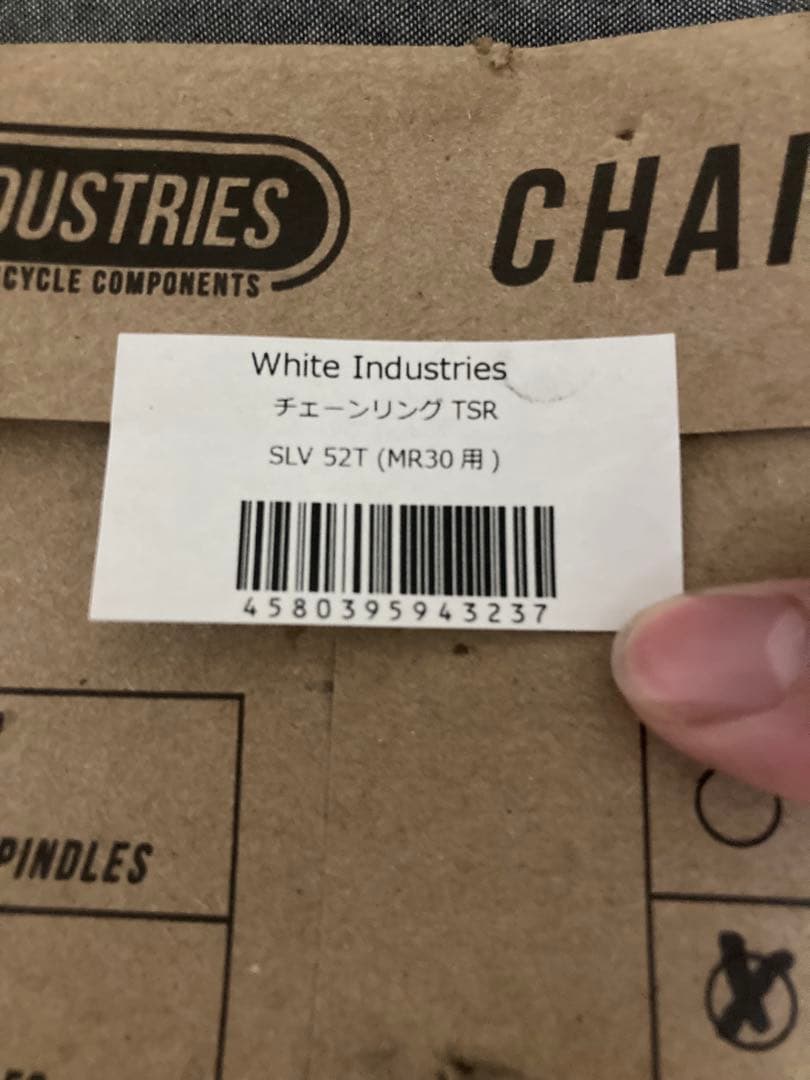 DUSTRIES
CYCLE COMPONENTS
CHAI
White Industries
チェーンリング TSR
SLV 52T (MR30 用 )
4580395943237
PINDLES
X